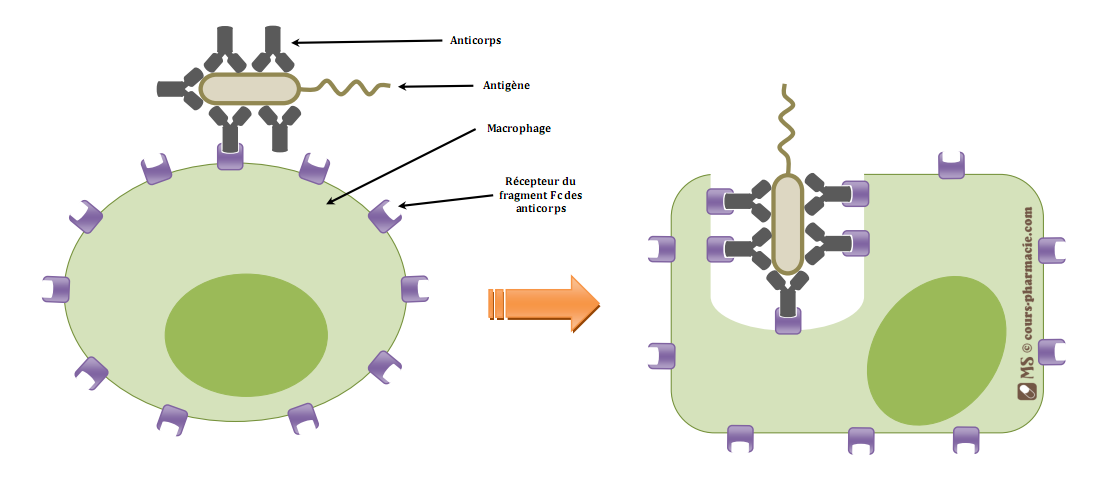 Anticorps
Antigène
Macrophage
Récepteur du
fragment Fc des
anticorps
MS © cours-pharmacie.com